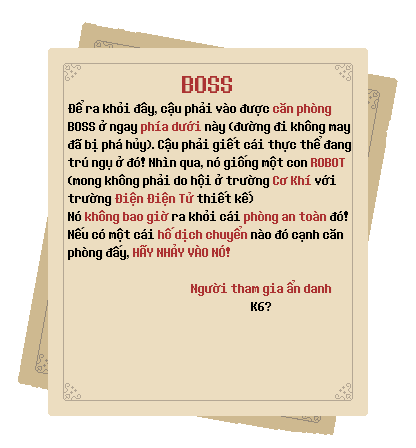 BOSS
Để ra khỏi đây, cậu phải vào được căn phòng
BOSS ở ngay phía dưới này (đường đi không may
đã bị phá hủy). Cậu phải giết cái thực thể đang
trú ngụ ở đó! Nhìn qua, nó giống một con ROBOT
(mong không phải do hội ở trường Cơ Khí với
trường Điện Điện Tử thiết kế)
Nó không bao giờ ra khỏi cái phòng an toàn đó!
Nếu có một cái hố dịch chuyển nào đó cạnh căn
phòng đấy, HÃY NHẢY VÀO NÓ!
Người tham gia ẩn danh
K6?